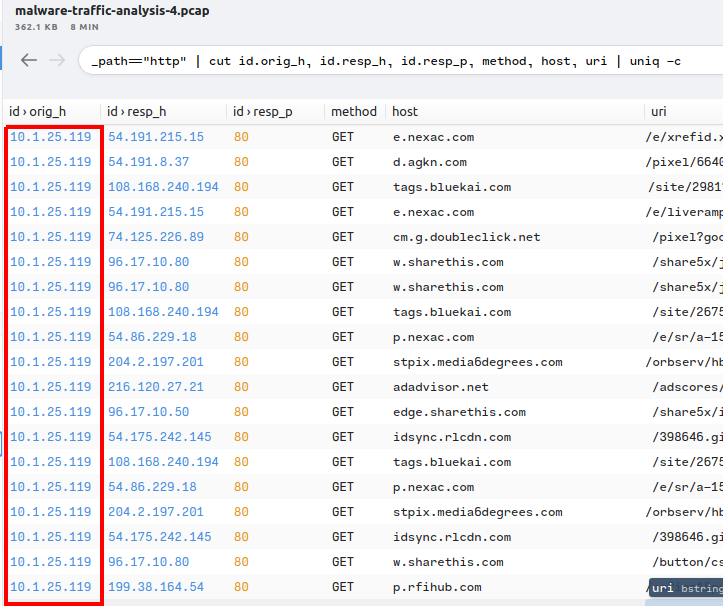 malware-traffic-analysis-4.pcap
362.1 KB 8 MIN
_path=="http" | cut id.orig_h, id.resp_h, id.resp_p, method, host, uri | uniq -c
id › orig_h id › resp_h id › resp_p method host uri
10.1.25.119 54.191.215.15 80 GET e.nexac.com /e/xrefid.x
10.1.25.119 54.191.8.37 80 GET d.agkn.com /pixel/6640
10.1.25.119 108.168.240.194 80 GET tags.bluekai.com /site/2981
10.1.25.119 54.191.215.15 80 GET e.nexac.com /e/liveramp
10.1.25.119 74.125.226.89 80 GET cm.g.doubleclick.net /pixel?goo
10.1.25.119 96.17.10.80 80 GET w.sharethis.com /share5x/j
10.1.25.119 96.17.10.80 80 GET w.sharethis.com /share5x/j
10.1.25.119 108.168.240.194 80 GET tags.bluekai.com /site/2675
10.1.25.119 54.86.229.18 80 GET p.nexac.com /e/sr/a-15
10.1.25.119 204.2.197.201 80 GET stpix.media6degrees.com /orbserv/hb
10.1.25.119 216.120.27.21 80 GET adadvisor.net /adscores/
10.1.25.119 96.17.10.50 80 GET edge.sharethis.com /share5x/i
10.1.25.119 54.175.242.145 80 GET idsync.rlcdn.com /398646.gi
10.1.25.119 108.168.240.194 80 GET tags.bluekai.com /site/2675
10.1.25.119 54.86.229.18 80 GET p.nexac.com /e/sr/a-15
10.1.25.119 204.2.197.201 80 GET stpix.media6degrees.com /orbserv/hb
10.1.25.119 54.175.242.145 80 GET idsync.rlcdn.com /398646.gi
10.1.25.119 96.17.10.80 80 GET w.sharethis.com /button/cs
10.1.25.119 199.38.164.54 80 GET p.rfihub.com uri bstring